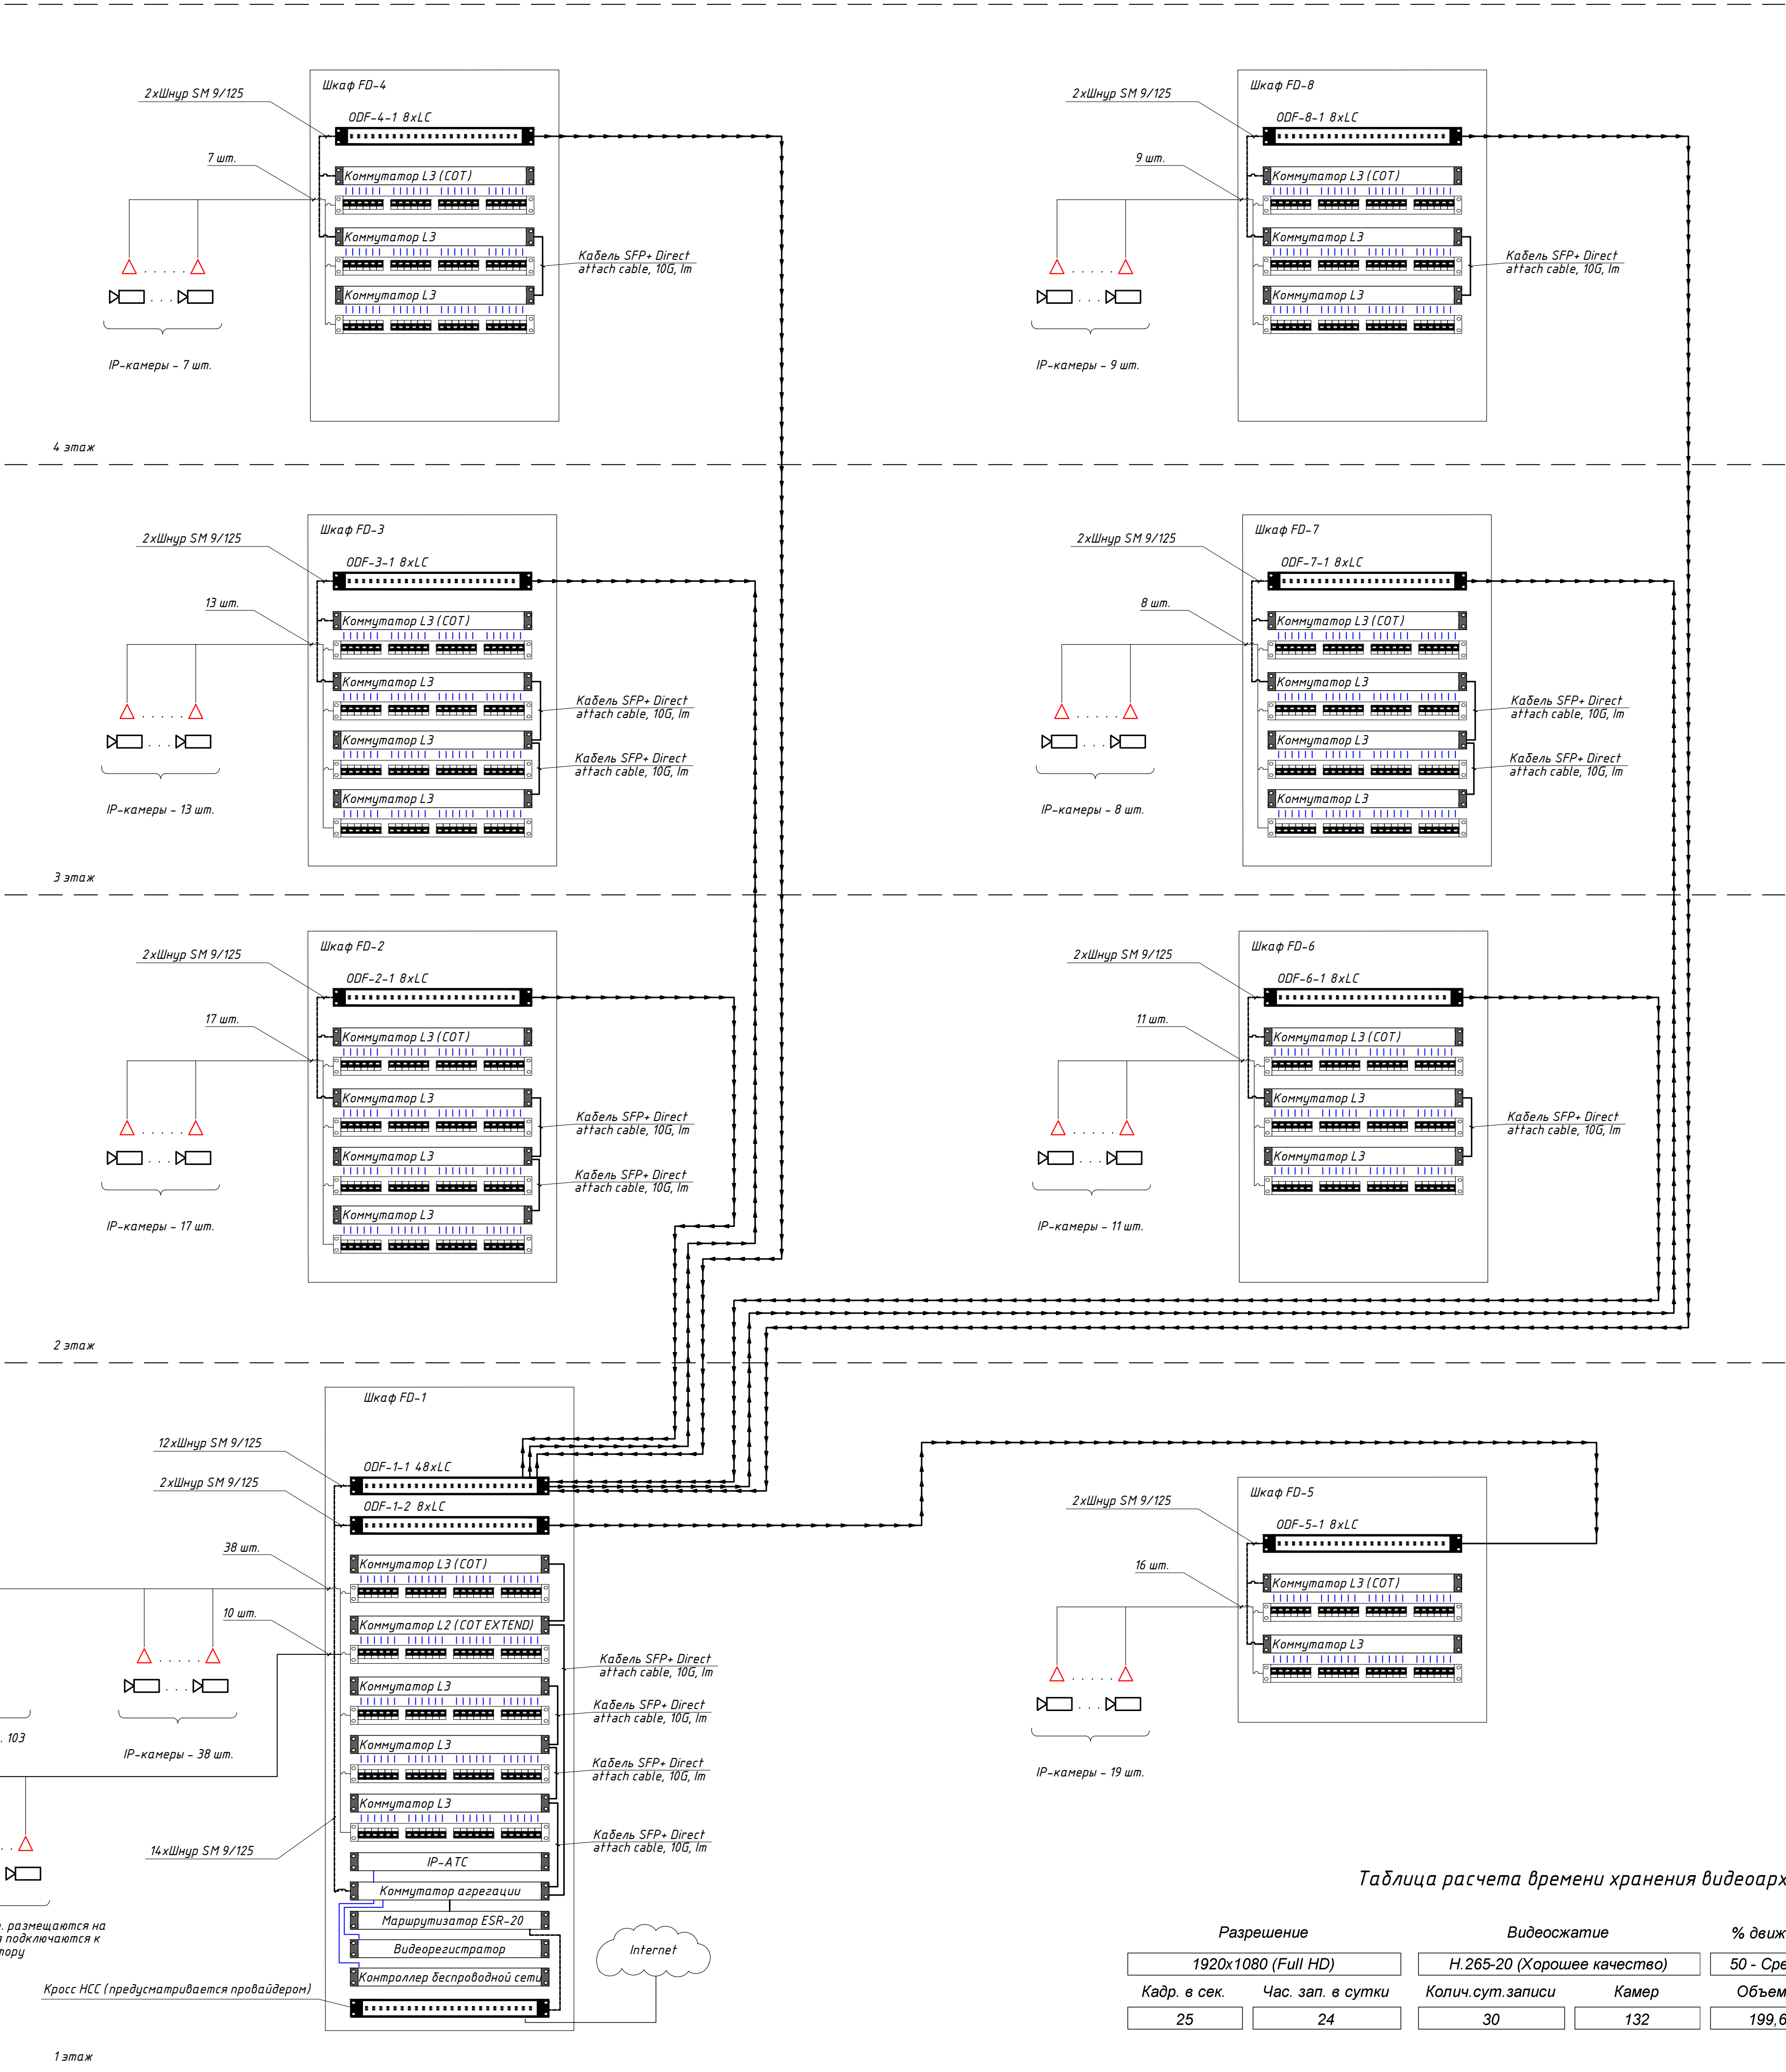 Шкаф FD-4
2хШнур SM 9/125
ODF-4-1 8xLC
7 шт.
Коммутатор L3 (СОТ)
Коммутатор L3
Кабель SFP+ Direct
attach cable, 10G, 1m
Коммутатор L3
IP-камеры - 7 шт.
Шкаф FD-8
2хШнур SM 9/125
ODF-8-1 8xLC
9 шт.
Коммутатор L3 (СОТ)
Коммутатор L3
Кабель SFP+ Direct
attach cable, 10G, 1m
Коммутатор L3
IP-камеры - 9 шт.
4 этаж
Шкаф FD-3
2хШнур SM 9/125
ODF-3-1 8xLC
13 шт.
Коммутатор L3 (СОТ)
Коммутатор L3
Кабель SFP+ Direct
attach cable, 10G, 1m
Коммутатор L3
Кабель SFP+ Direct
attach cable, 10G, 1m
Коммутатор L3
IP-камеры - 13 шт.
Шкаф FD-7
2хШнур SM 9/125
ODF-7-1 8xLC
8 шт.
Коммутатор L3 (СОТ)
Коммутатор L3
Кабель SFP+ Direct
attach cable, 10G, 1m
Коммутатор L3
Кабель SFP+ Direct
attach cable, 10G, 1m
Коммутатор L3
IP-камеры - 8 шт.
3 этаж
Шкаф FD-2
2хШнур SM 9/125
ODF-2-1 8xLC
17 шт.
Коммутатор L3 (СОТ)
Коммутатор L3
Кабель SFP+ Direct
attach cable, 10G, 1m
Коммутатор L3
Кабель SFP+ Direct
attach cable, 10G, 1m
Коммутатор L3
IP-камеры - 17 шт.
Шкаф FD-6
2хШнур SM 9/125
ODF-6-1 8xLC
11 шт.
Коммутатор L3 (СОТ)
Коммутатор L3
Кабель SFP+ Direct
attach cable, 10G, 1m
Коммутатор L3
IP-камеры - 11 шт.
2 этаж
Шкаф FD-1
12хШнур SM 9/125
ODF-1-1 48xLC
2хШнур SM 9/125
ODF-1-2 8xLC
38 шт.
Коммутатор L3 (СОТ)
10 шт.
Коммутатор L2 (СОТ EXTEND)
Кабель SFP+ Direct
attach cable, 10G, 1m
Коммутатор L3
Кабель SFP+ Direct
attach cable, 10G, 1m
. 103
IP-камеры - 38 шт.
Коммутатор L3
Кабель SFP+ Direct
attach cable, 10G, 1m
Коммутатор L3
Кабель SFP+ Direct
attach cable, 10G, 1m
14хШнур SM 9/125
IP-АТС
Коммутатор агрегации
. размещаются на
я подключаются к
тору
Маршрутизатор ESR-20
Видеорегистратор
Internet
Контроллер беспроводной сети
Кросс НСС (предусматривается провайдером)
Шкаф FD-5
2хШнур SM 9/125
ODF-5-1 8xLC
16 шт.
Коммутатор L3 (СОТ)
Коммутатор L3
IP-камеры - 19 шт.
Таблица расчета времени хранения видеоарх
Разрешение Видеосжатие % движ
1920x1080 (Full HD) H.265-20 (Хорошее качество) 50 - Сре
Кадр. в сек. Час. зап. в сутки Колич.сут.записи Камер Объем
25 24 30 132 199,6
1 этаж